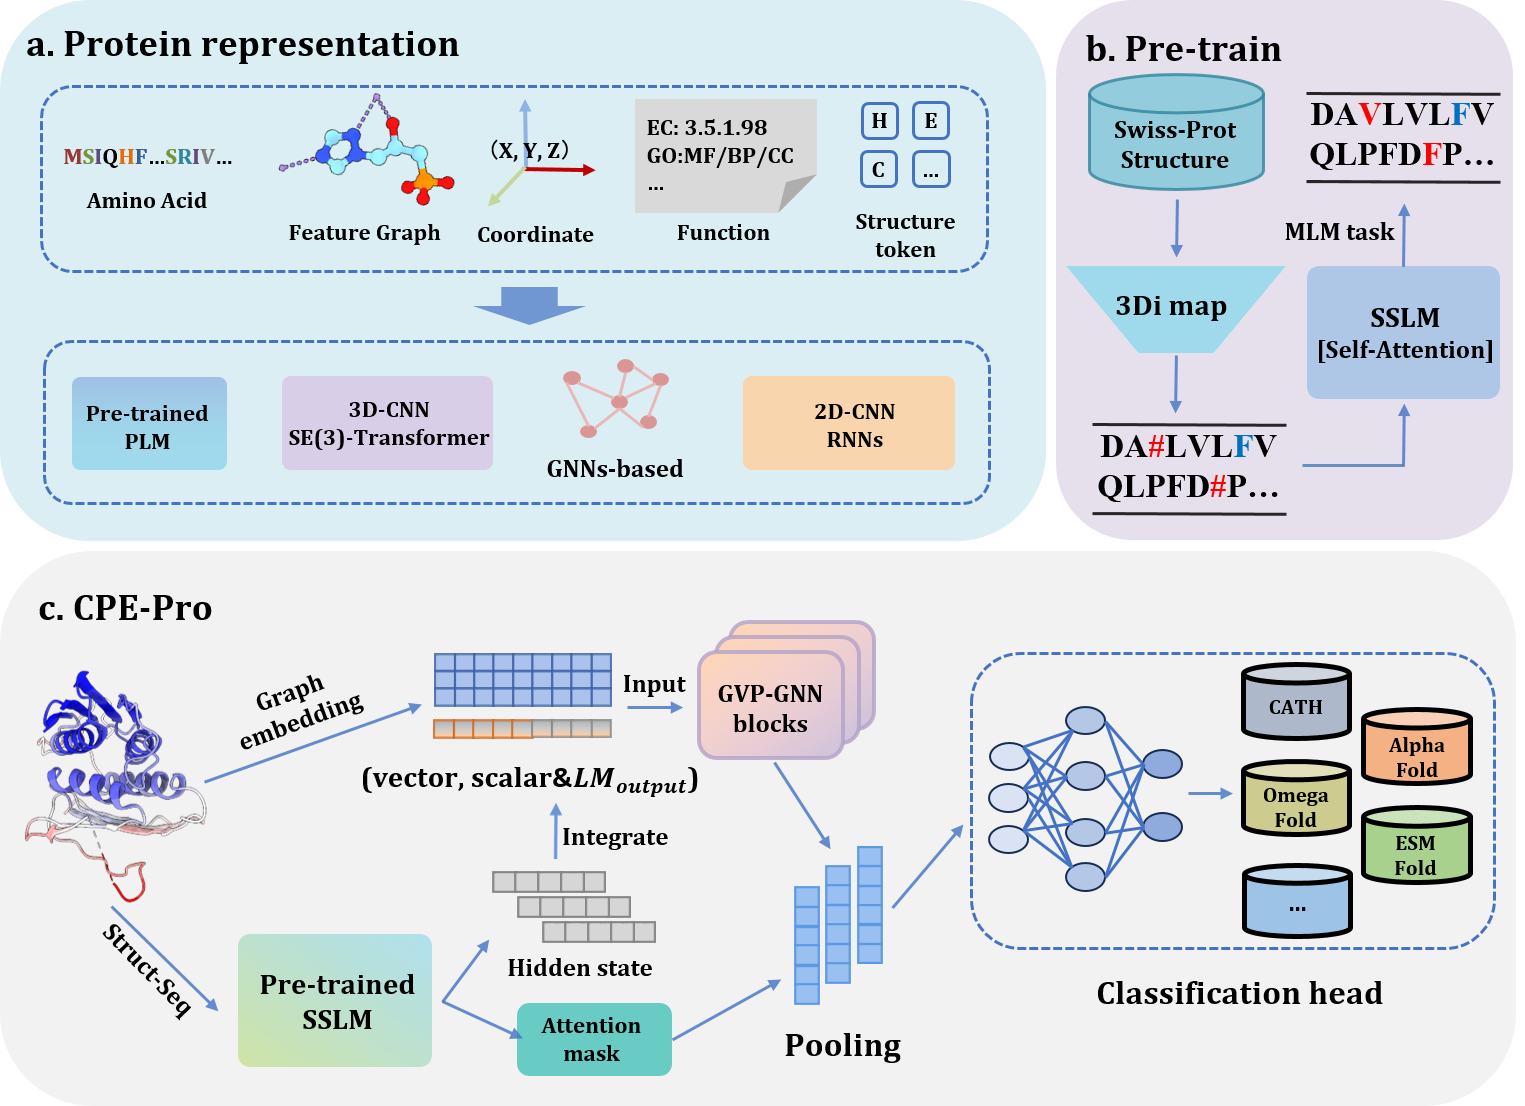 a. Protein representation
MSIQHF...SRIV...
Amino Acid
Feature Graph
(X, Y, Z)
Coordinate
EC: 3.5.1.98
GO:MF/BP/CC
...
Function
H
E
C
...
Structure
token
Pre-trained
PLM
3D-CNN
SE(3)-Transformer
GNNs-based
2D-CNN
RNNs
b. Pre-train
Swiss-Prot
Structure
3Di map
DA#LVLFV
QLPFD#P...
SSLM
[Self-Attention]
MLM task
DAVLVLFV
QLPFDFP...
c. CPE-Pro
Graph
embedding
Struct-Seq
(vector, scalar&LMoutput)
Input
GVP-GNN
blocks
Integrate
Hidden state
Pre-trained
SSLM
Attention
mask
Pooling
CATH
Alpha
Fold
Omega
Fold
ESM
Fold
...
Classification head